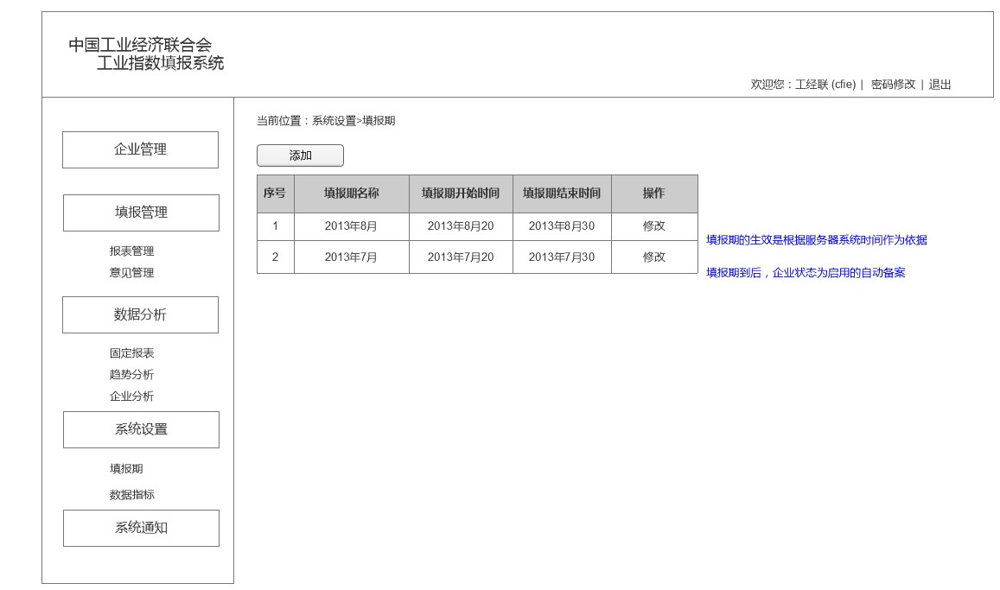 中国工业经济联合会
工业指数填报系统
欢迎您：工经联 (cfie) | 密码修改 | 退出
当前位置：系统设置>填报期
企业管理
填报管理
报表管理
意见管理
数据分析
固定报表
趋势分析
企业分析
系统设置
填报期
数据指标
系统通知
添加
序号 填报期名称 填报期开始时间 填报期结束时间 操作
1 2013年8月 2013年8月20 2013年8月30 修改
2 2013年7月 2013年7月20 2013年7月30 修改
填报期的生效是根据服务器系统时间作为依据
填报期到后，企业状态为启用的自动备案